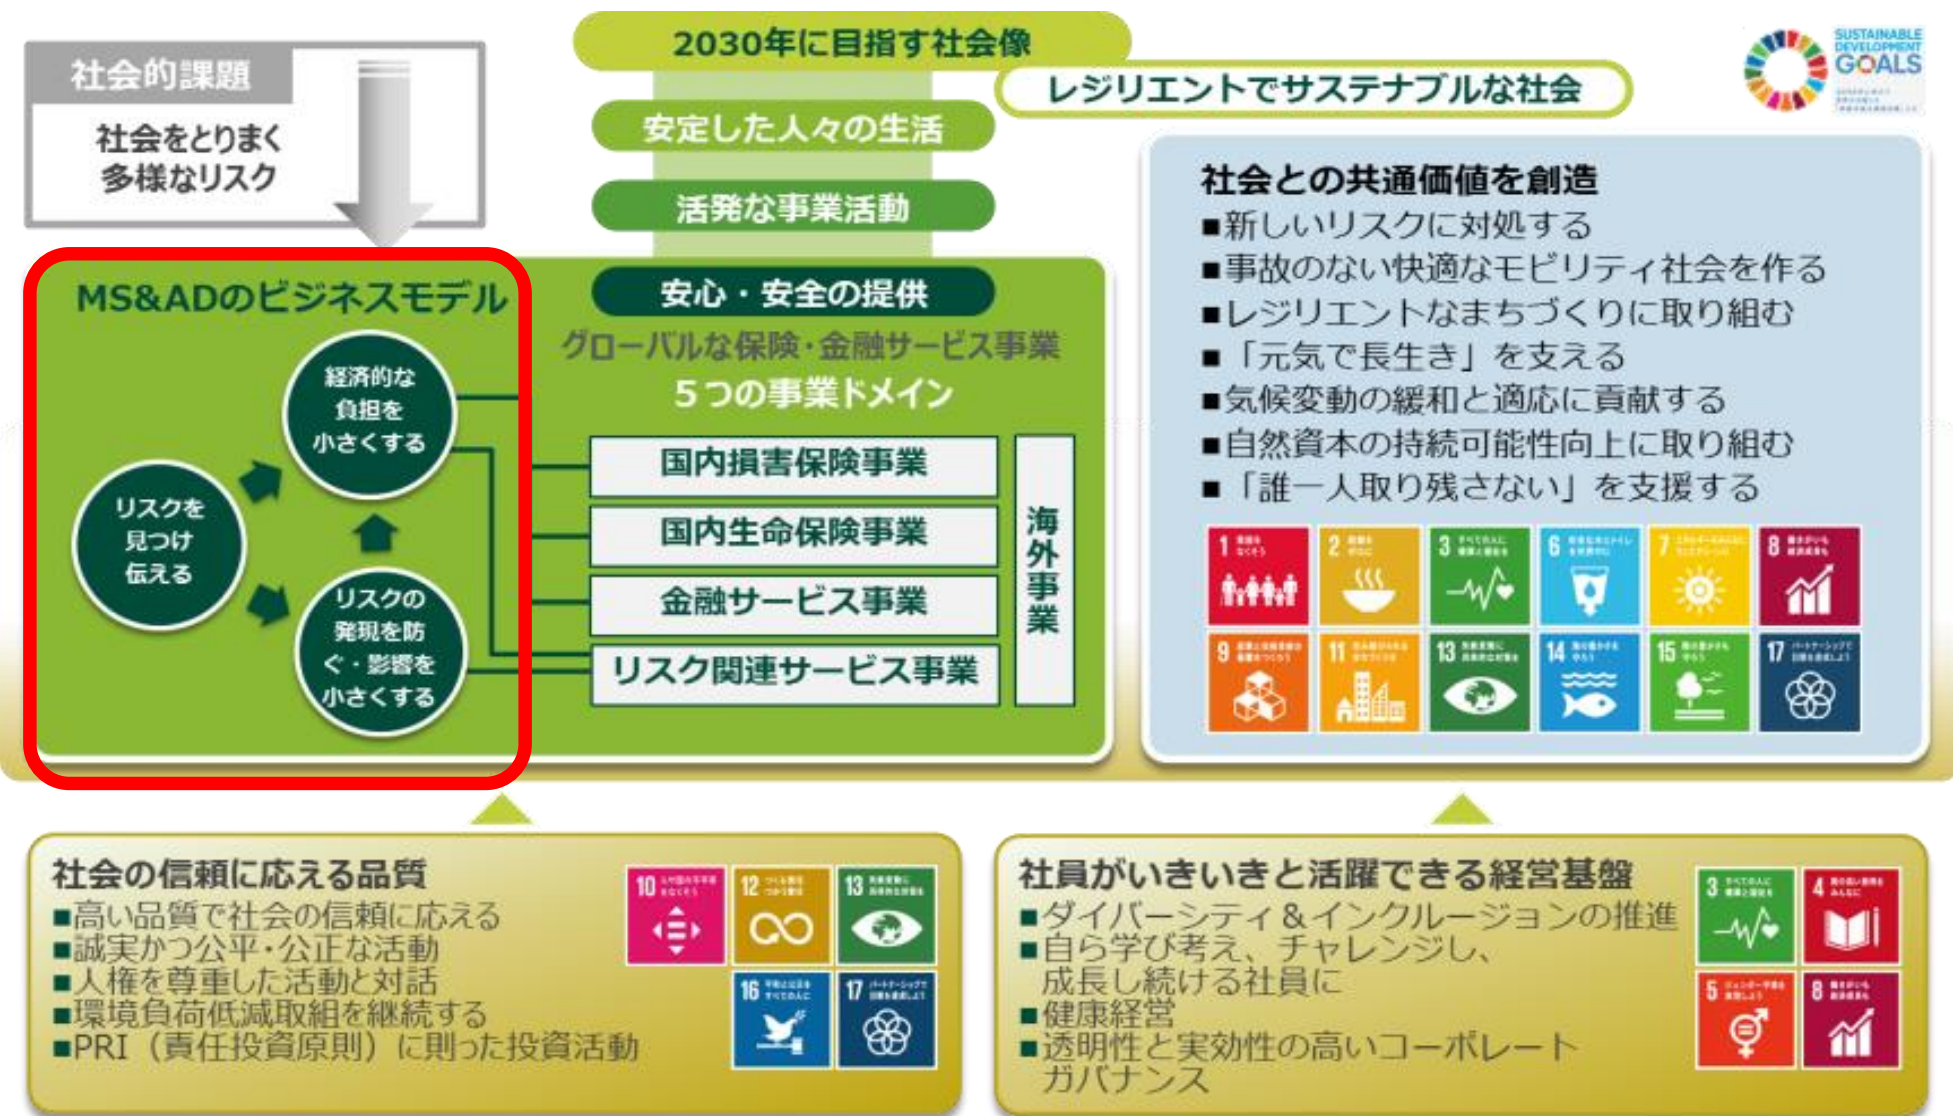 社会的課題
社会をとりまく
多様なリスク
2030年に目指す社会像
レジリエントでサステナブルな社会
安定した人々の生活
活発な事業活動
SUSTAINABLE
DEVELOPMENT
GOALS
MS&ADのビジネスモデル
経済的な
負担を
小さくする
リスクを
見つけ
伝える
リスクの
発現を防
ぐ・影響を
小さくする
安心・安全の提供
グローバルな保険・金融サービス事業
5つの事業ドメイン
国内損害保険事業
国内生命保険事業
金融サービス事業
リスク関連サービス事業
海外事業
社会との共通価値を創造
■新しいリスクに対処する
■事故のない快適なモビリティ社会を作る
■レジリエントなまちづくりに取り組む
■「元気で長生き」を支える
■気候変動の緩和と適応に貢献する
■自然資本の持続可能性向上に取り組む
■「誰一人取り残さない」を支援する
1
2
3
6
7
8
9
11
13
14
15
17
社会の信頼に応える品質
■高い品質で社会の信頼に応える
■誠実かつ公平・公正な活動
■人権を尊重した活動と対話
■環境負荷低減取組を継続する
■PRI（責任投資原則）に則った投資活動
10
12
13
16
17
社員がいきいきと活躍できる経営基盤
■ダイバーシティ＆インクルージョンの推進
■自ら学び考え、チャレンジし、
成長し続ける社員に
■健康経営
■透明性と実効性の高いコーポレート
ガバナンス
3
4
5
8